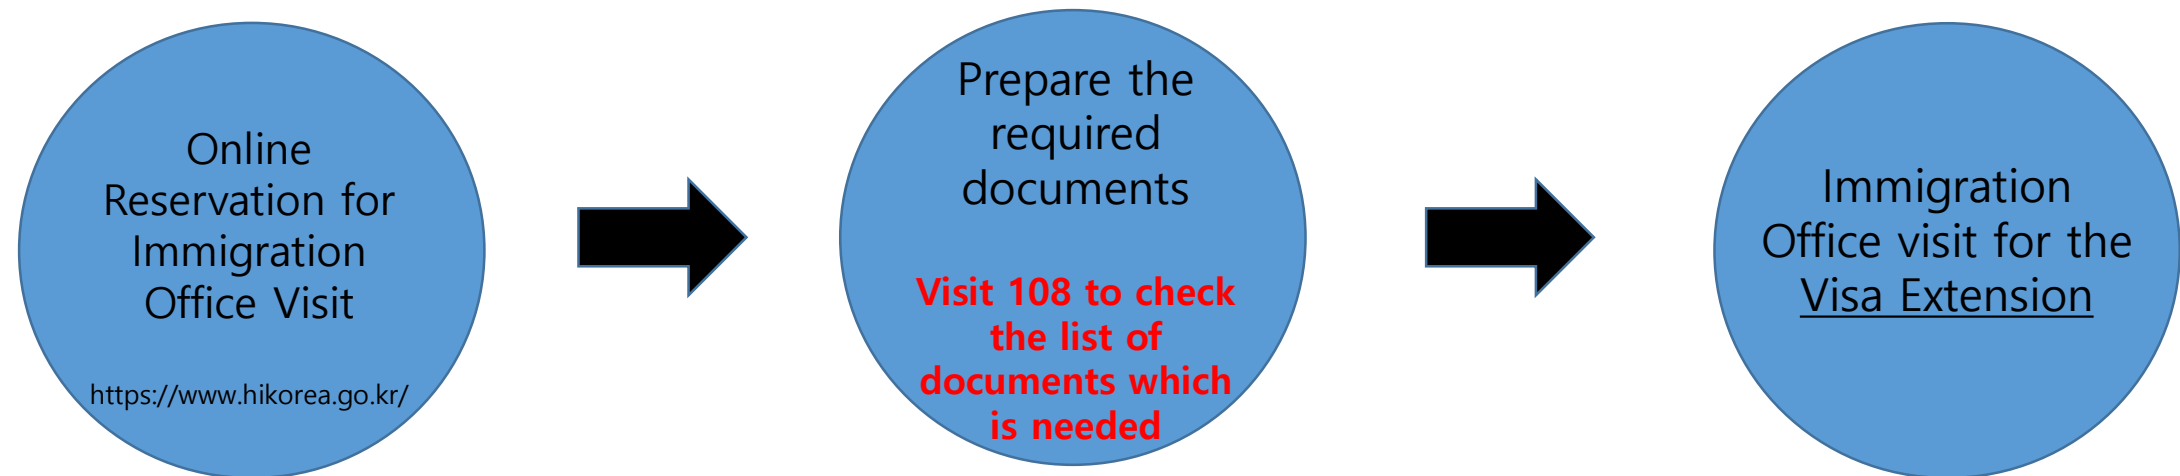 Online
Reservation for
Immigration
Office Visit
https://www.hikorea.go.kr/
Prepare the
required
documents
Visit 108 to check
the list of
documents which
is needed
Immigration
Office visit for the
Visa Extension